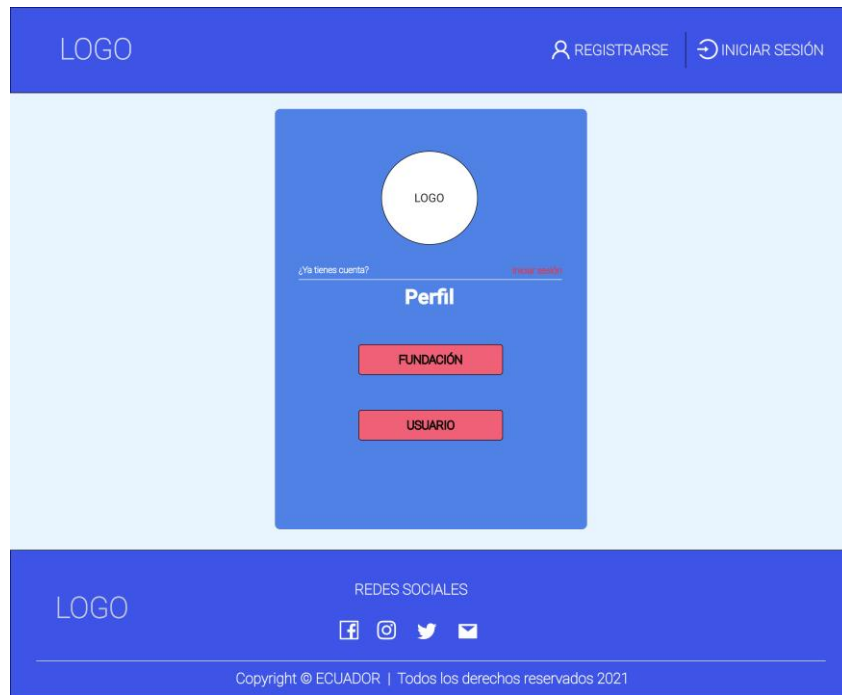 LOGO
REGISTRARSE
INICIAR SESIÓN
LOGO
¿Ya tienes cuenta?
Iniciar sesión
Perfil
FUNDACIÓN
USUARIO
LOGO
REDES SOCIALES
Copyright © ECUADOR | Todos los derechos reservados 2021